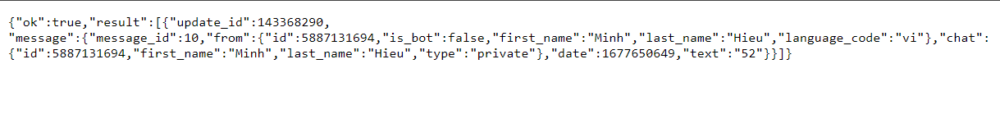 {"ok":true,"result":[{"update_id":143368290,
"message":{"message_id":10,"from":{"id":5887131694,"is_bot":false,"first_name":"Minh","last_name":"Hieu","language_code":"vi"},"chat":
{"id":5887131694,"first_name":"Minh","last_name":"Hieu","type":"private"},"date":1677650649,"text":"52"}}]}